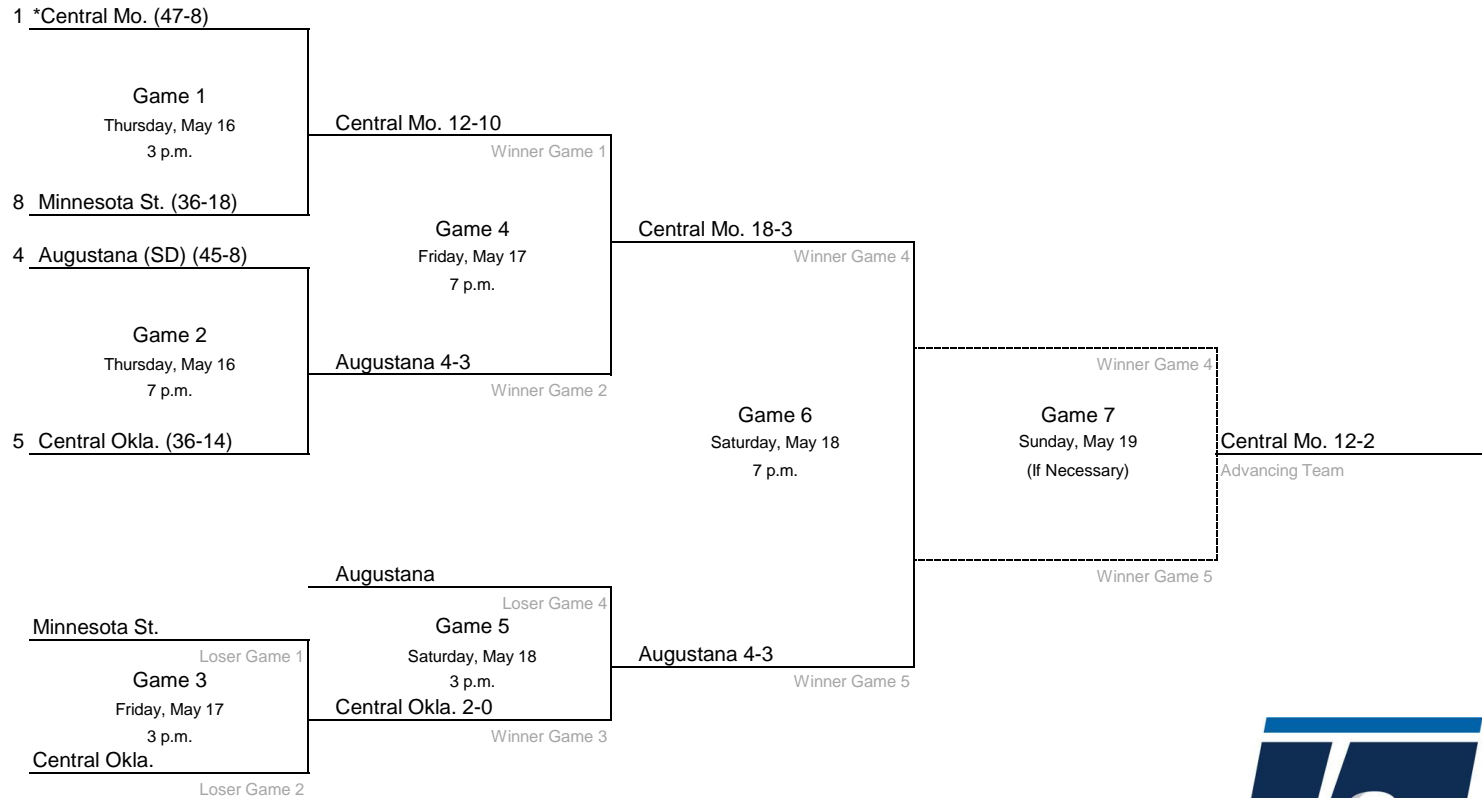 1 *Central Mo. (47-8)
Game 1
Thursday, May 16
3 p.m.
8 Minnesota St. (36-18)
4 Augustana (SD) (45-8)
Game 2
Thursday, May 16
7 p.m.
5 Central Okla. (36-14)
Central Mo. 12-10
Winner Game 1
Game 4
Friday, May 17
7 p.m.
Augustana 4-3
Winner Game 2
Central Mo. 18-3
Winner Game 4
Game 6
Saturday, May 18
7 p.m.
Winner Game 4
Game 7
Sunday, May 19
(If Necessary)
Winner Game 5
Central Mo. 12-2
Advancing Team
Minnesota St.
Loser Game 1
Game 3
Friday, May 17
3 p.m.
Central Okla.
Loser Game 2
Augustana
Loser Game 4
Game 5
Saturday, May 18
3 p.m.
Central Okla. 2-0
Winner Game 3
Augustana 4-3
Winner Game 5